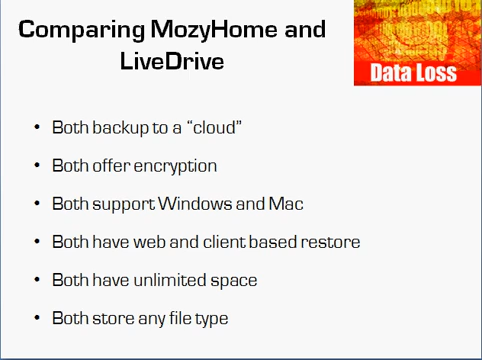 Comparing MozyHome and
LiveDrive
Data Loss
• Both backup to a “cloud”
• Both offer encryption
• Both support Windows and Mac
• Both have web and client based restore
• Both have unlimited space
• Both store any file type